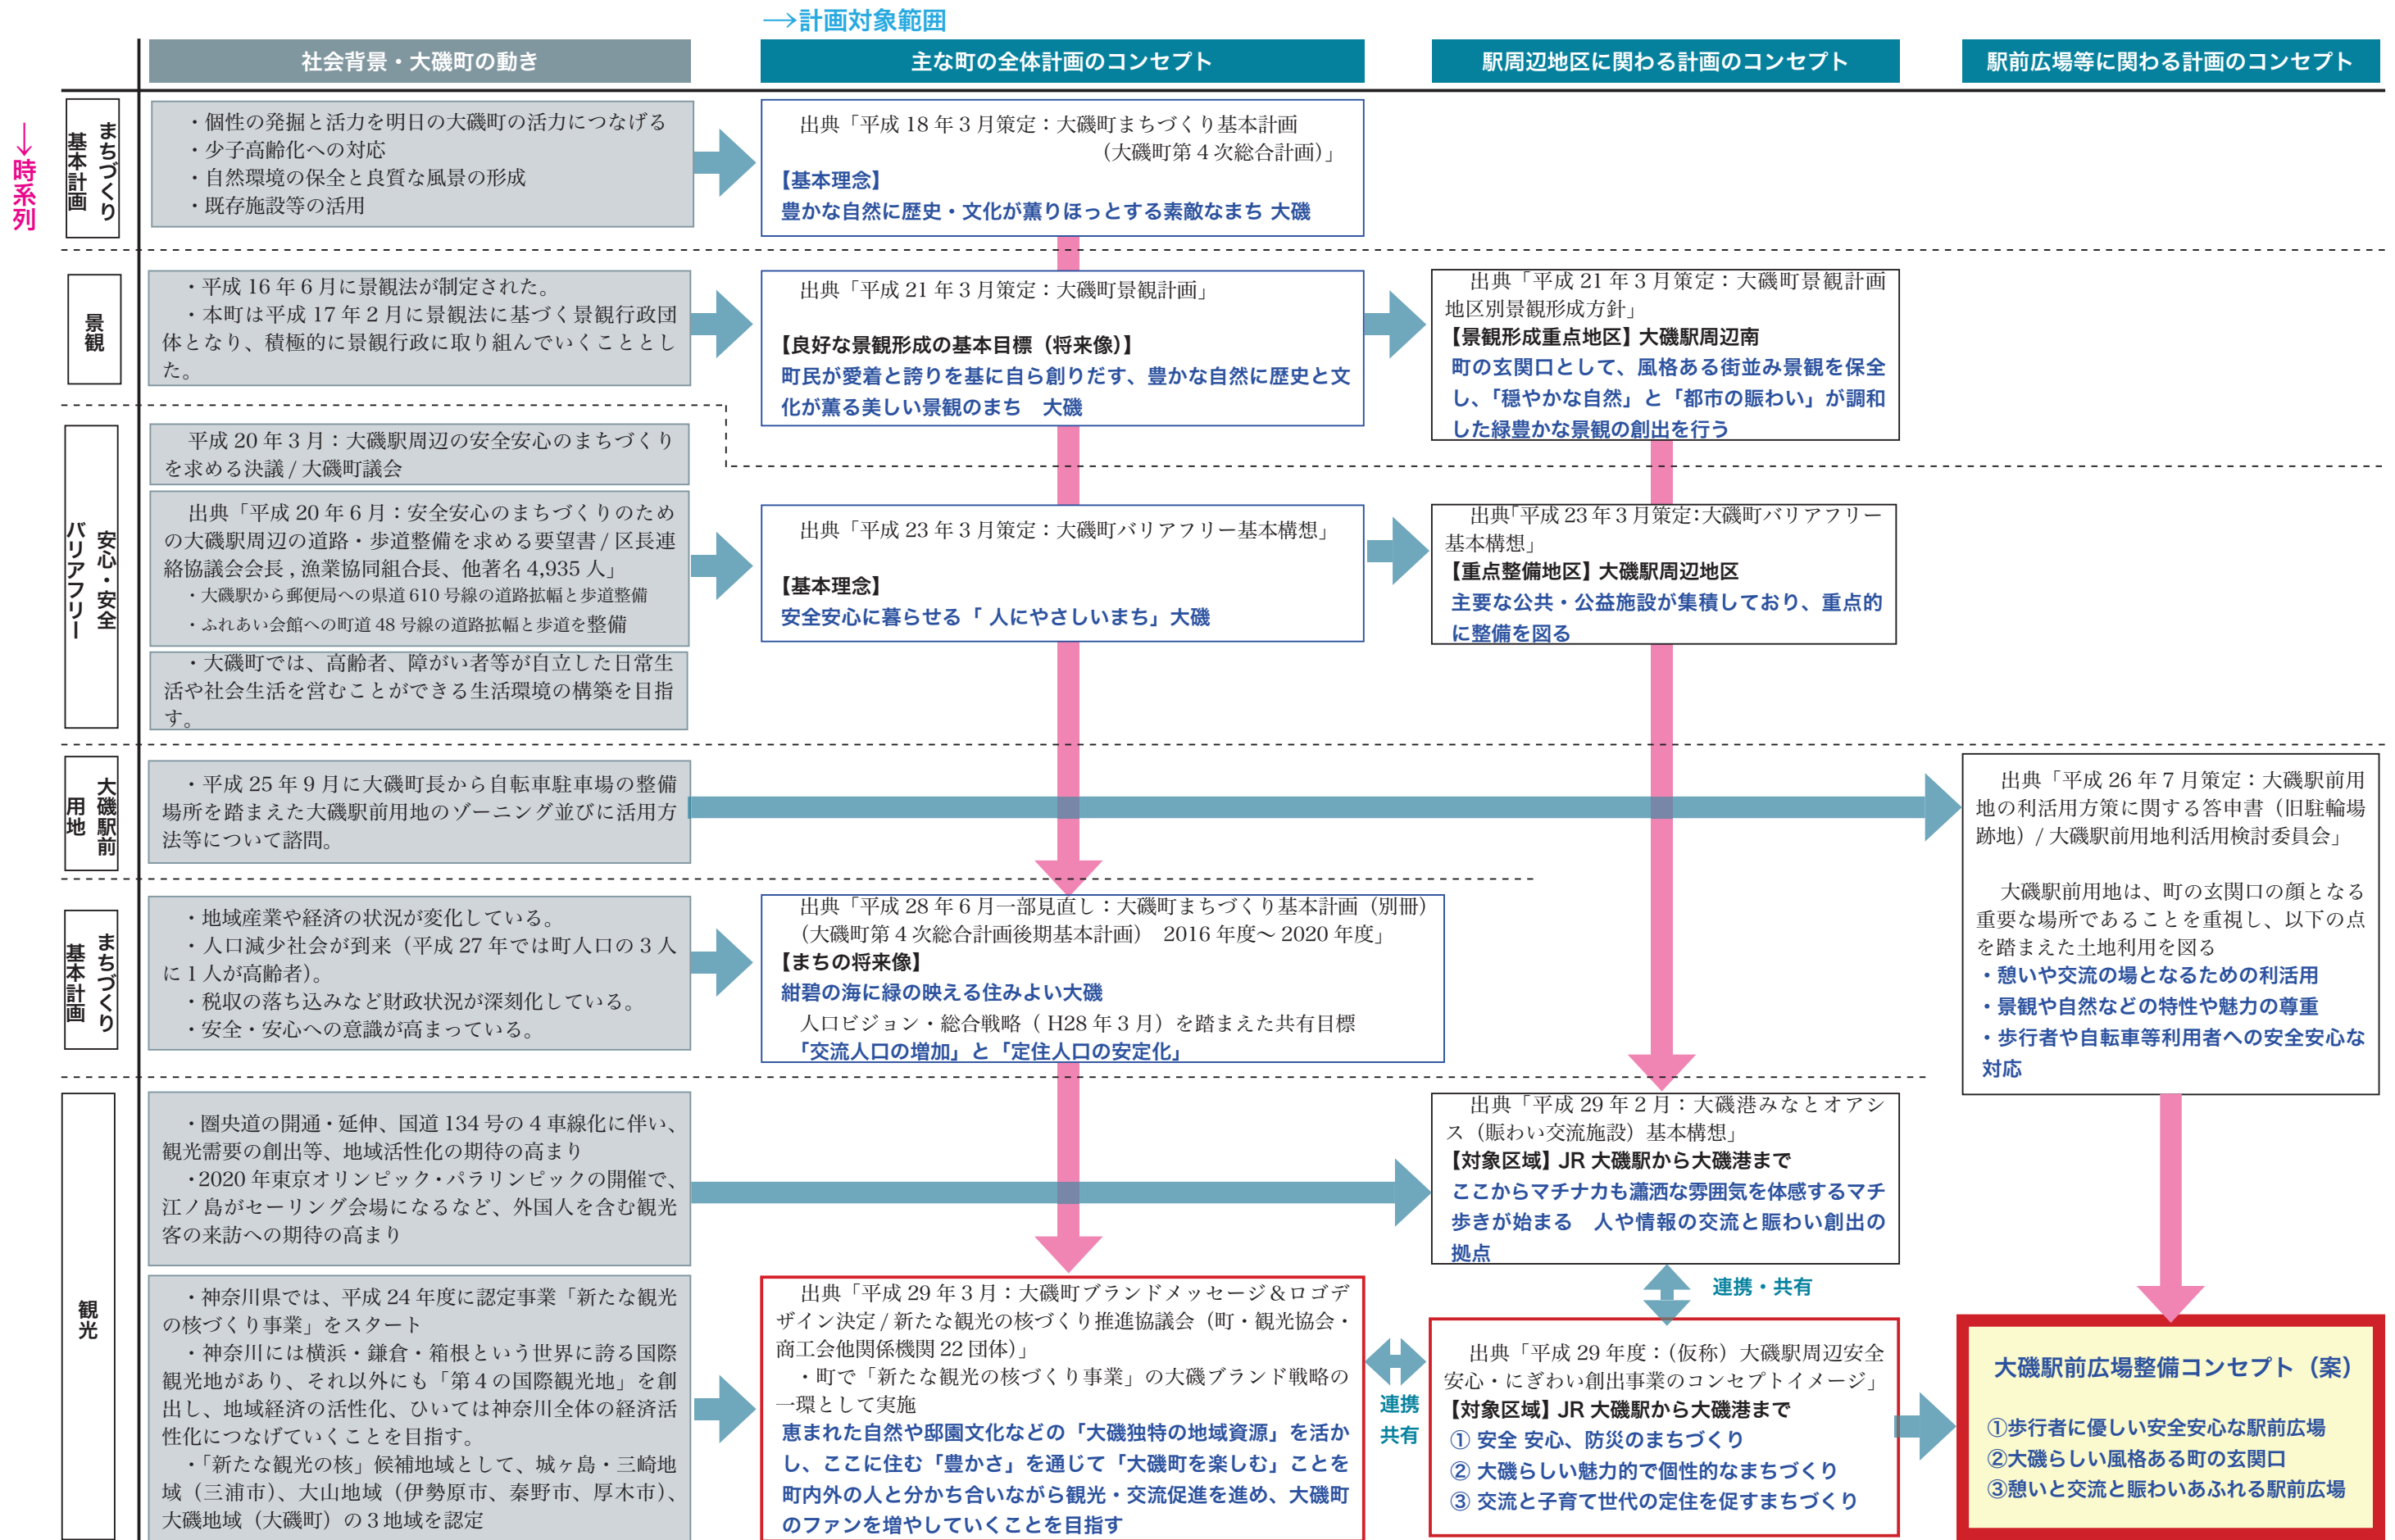 →計画対象範囲
社会背景・大磯町の動き
主な町の全体計画のコンセプト
駅周辺地区に関わる計画のコンセプト
駅前広場等に関わる計画のコンセプト
→時系列
まちづくり
基本計画
・個性の発掘と活力を明日の大磯町の活力につなげる
・少子高齢化への対応
・自然環境の保全と良質な風景の形成
・既存施設等の活用
出典「平成 18 年 3 月策定：大磯町まちづくり基本計画
（大磯町第 4 次総合計画）」
【基本理念】
豊かな自然に歴史・文化が薫りほっとする素敵なまち 大磯
景観
・平成 16 年 6 月に景観法が制定された。
・本町は平成 17 年 2 月に景観法に基づく景観行政団
体となり、積極的に景観行政に取り組んでいくこととし
た。
出典「平成 21 年 3 月策定：大磯町景観計画」
【良好な景観形成の基本目標（将来像）】
町民が愛着と誇りを基に自ら創りだす、豊かな自然に歴史と文
化が薫る美しい景観のまち　大磯
出典「平成 21 年 3 月策定：大磯町景観計画
地区別景観形成方針」
【景観形成重点地区】大磯駅周辺南
町の玄関口として、風格ある街並み景観を保全
し、「穏やかな自然」と「都市の賑わい」が調和
した緑豊かな景観の創出を行う
安心・安全
バリアフリー
平成 20 年 3 月：大磯駅周辺の安全安心のまちづくり
を求める決議 / 大磯町議会
出典「平成 20 年 6 月：安全安心のまちづくりのため
の大磯駅周辺の道路・歩道整備を求める要望書 / 区長連
絡協議会会長 , 漁業協同組合長、他著名 4,935 人」
・大磯駅から郵便局への県道 610 号線の道路拡幅と歩道整備
・ふれあい会館への町道 48 号線の道路拡幅と歩道を整備
・大磯町では、高齢者、障がい者等が自立した日常生
活や社会生活を営むことができる生活環境の構築を目指
す。
出典「平成 23 年 3 月策定：大磯町バリアフリー基本構想」
【基本理念】
安全安心に暮らせる「 人にやさしいまち」大磯
出典「平成 23 年 3 月策定：大磯町バリアフリー
基本構想」
【重点整備地区】大磯駅周辺地区
主要な公共・公益施設が集積しており、重点的
に整備を図る
大磯駅前
用地
・平成 25 年 9 月に大磯町長から自転車駐車場の整備
場所を踏まえた大磯駅前用地のゾーニング並びに活用方
法等について諮問。
出典「平成 26 年 7 月策定：大磯駅前用
地の利活用方策に関する答申書（旧駐輪場
跡地）/ 大磯駅前用地利活用検討委員会」
大磯駅前用地は、町の玄関口の顔となる
重要な場所であることを重視し、以下の点
を踏まえた土地利用を図る
・憩いや交流の場となるための利活用
・景観や自然などの特性や魅力の尊重
・歩行者や自転車等利用者への安全安心な
対応
まちづくり
基本計画
・地域産業や経済の状況が変化している。
・人口減少社会が到来（平成 27 年では町人口の 3 人
に 1 人が高齢者）。
・税収の落ち込みなど財政状況が深刻化している。
・安全・安心への意識が高まっている。
出典「平成 28 年 6 月一部見直し：大磯町まちづくり基本計画（別冊）
（大磯町第 4 次総合計画後期基本計画）　2016 年度〜 2020 年度」
【まちの将来像】
紺碧の海に緑の映える住みよい大磯
人口ビジョン・総合戦略（ H28 年 3 月）を踏まえた共有目標
「交流人口の増加」と「定住人口の安定化」
観光
・圏央道の開通・延伸、国道 134 号の 4 車線化に伴い、
観光需要の創出等、地域活性化の期待の高まり
・2020 年東京オリンピック・パラリンピックの開催で、
江ノ島がセーリング会場になるなど、外国人を含む観光
客の来訪への期待の高まり
出典「平成 29 年 2 月：大磯港みなとオアシ
ス（賑わい交流施設）基本構想」
【対象区域】JR 大磯駅から大磯港まで
ここからマチナカも瀟洒な雰囲気を体感するマチ
歩きが始まる　人や情報の交流と賑わい創出の
拠点
連携・共有
・神奈川県では、平成 24 年度に認定事業「新たな観光
の核づくり事業」をスタート
・神奈川には横浜・鎌倉・箱根という世界に誇る国際
観光地があり、それ以外にも「第 4 の国際観光地」を創
出し、地域経済の活性化、ひいては神奈川全体の経済活
性化につなげていくことを目指す。
・「新たな観光の核」候補地域として、城ヶ島・三崎地
域（三浦市）、大山地域（伊勢原市、秦野市、厚木市）、
大磯地域（大磯町）の 3 地域を認定
出典「平成 29 年 3 月：大磯町ブランドメッセージ＆ロゴデ
ザイン決定 / 新たな観光の核づくり推進協議会（町・観光協会・
商工会他関係機関 22 団体）」
・町で「新たな観光の核づくり事業」の大磯ブランド戦略の
一環として実施
恵まれた自然や邸園文化などの「大磯独特の地域資源」を活か
し、ここに住む「豊かさ」を通じて「大磯町を楽しむ」ことを
町内外の人と分かち合いながら観光・交流促進を進め、大磯町
のファンを増やしていくことを目指す
連携
共有
出典「平成 29 年度：（仮称）大磯駅周辺安全
安心・にぎわい創出事業のコンセプトイメージ」
【対象区域】JR 大磯駅から大磯港まで
① 安全 安心、防災のまちづくり
② 大磯らしい魅力的で個性的なまちづくり
③ 交流と子育て世代の定住を促すまちづくり
大磯駅前広場整備コンセプト（案）
①歩行者に優しい安全安心な駅前広場
②大磯らしい風格ある町の玄関口
③憩いと交流と賑わいあふれる駅前広場